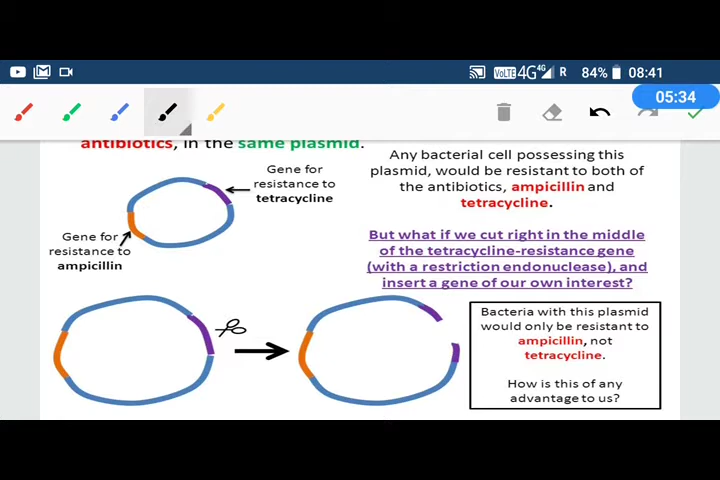 VoLTE 4G 4G R 84% 08:41
05:34
antibiotics, in the same plasmid.
Gene for
resistance to
tetracycline
Gene for
resistance to
ampicillin
Any bacterial cell possessing this
plasmid, would be resistant to both of
the antibiotics, ampicillin and
tetracycline.
But what if we cut right in the middle
of the tetracycline-resistance gene
(with a restriction endonuclease), and
insert a gene of our own interest?
Bacteria with this plasmid
would only be resistant to
ampicillin, not
tetracycline.
How is this of any
advantage to us?